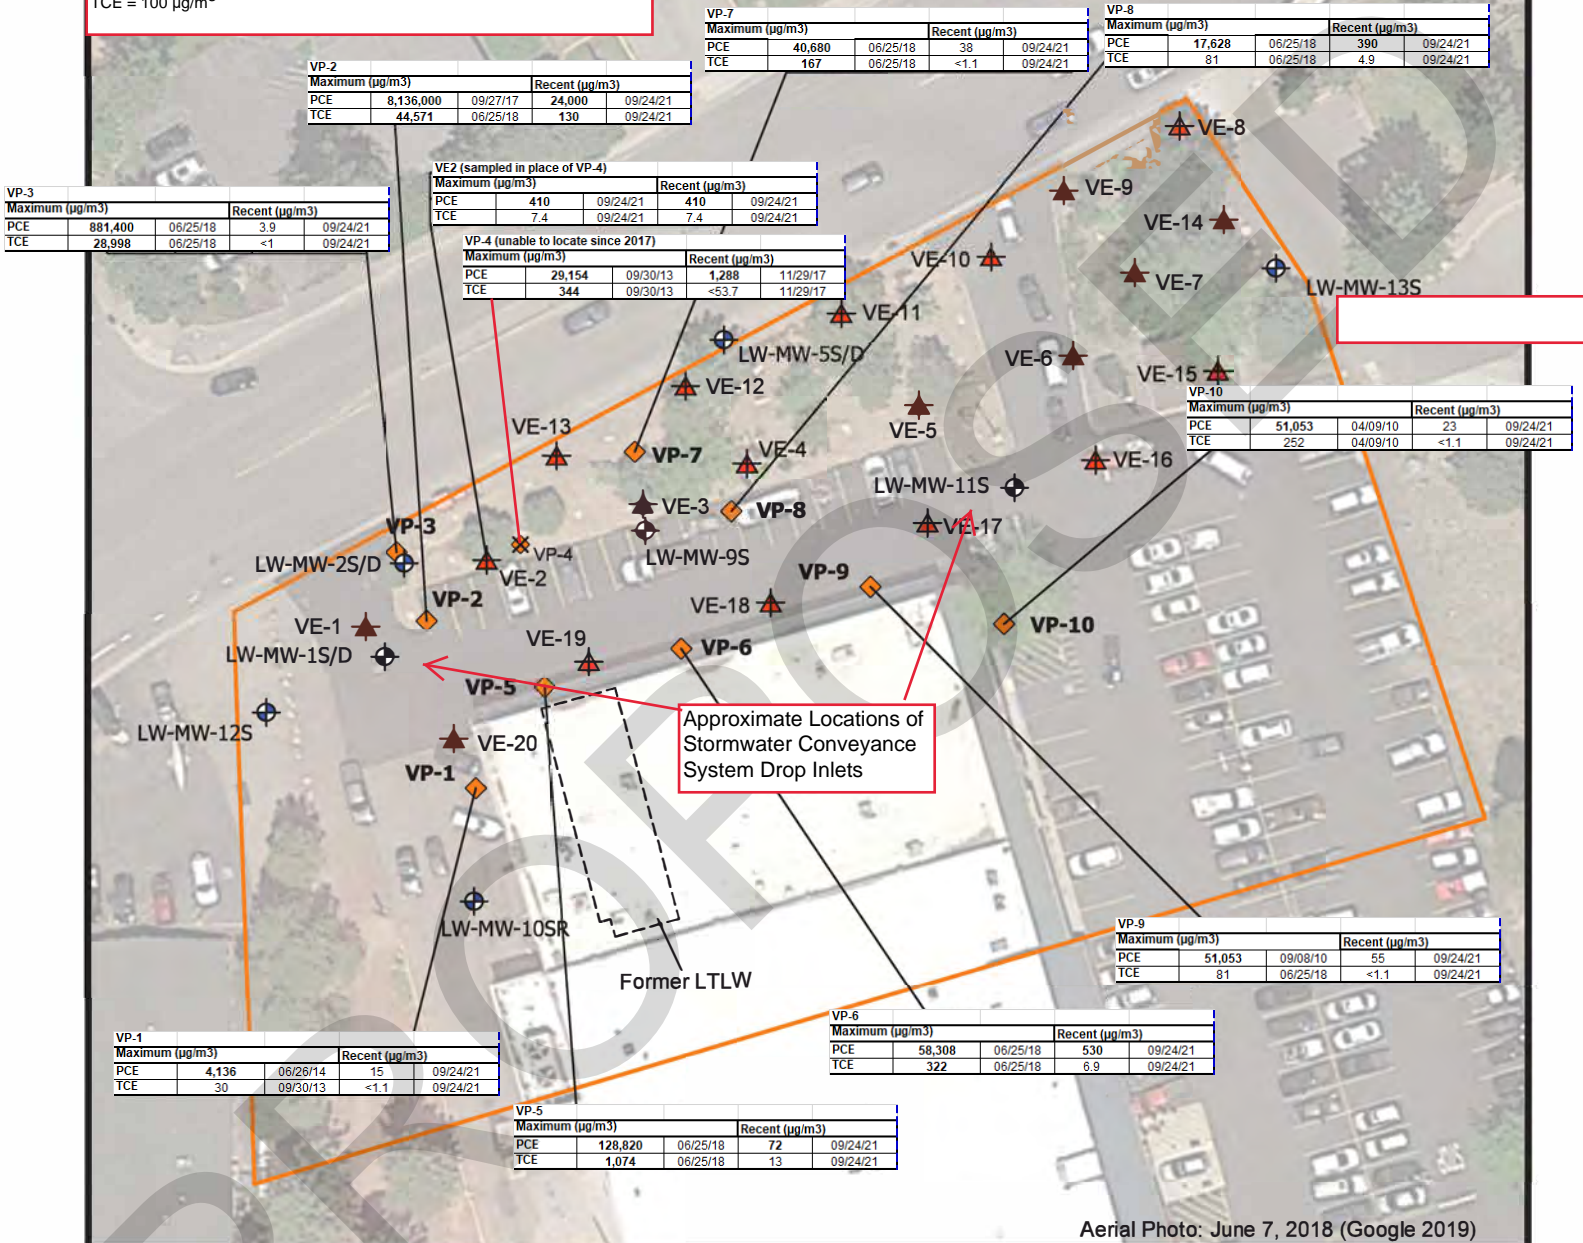 TCE = 100 µg/m³
VP-7
Maximum (µg/m3) Recent (µg/m3)
PCE 40,680 06/25/18 38 09/24/21
TCE 167 06/25/18 <1.1 09/24/21
VP-8
Maximum (µg/m3) Recent (µg/m3)
PCE 17,628 06/25/18 390 09/24/21
TCE 81 06/25/18 4.9 09/24/21
VP-2
Maximum (µg/m3) Recent (µg/m3)
PCE 8,136,000 09/27/17 24,000 09/24/21
TCE 44,571 06/25/18 130 09/24/21
VE2 (sampled in place of VP-4)
Maximum (µg/m3) Recent (µg/m3)
PCE 410 09/24/21 410 09/24/21
TCE 7.4 09/24/21 7.4 09/24/21
VP-3
Maximum (µg/m3) Recent (µg/m3)
PCE 881,400 06/25/18 3.9 09/24/21
TCE 28,998 06/25/18 <1 09/24/21
VP-4 (unable to locate since 2017)
Maximum (µg/m3) Recent (µg/m3)
PCE 29,154 09/30/13 1,288 11/29/17
TCE 344 09/30/13 <53.7 11/29/17
VE-8
VE-9
VE-14
VE-10
VE-7
LW-MW-13S
VE-11
LW-MW-5S/D
VE-6
VE-15
VE-12
VP-10
Maximum (µg/m3) Recent (µg/m3)
PCE 51,053 04/09/10 23 09/24/21
TCE 252 04/09/10 <1.1 09/24/21
VE-5
VE-13
VP-7
VE-4
VE-16
LW-MW-11S
VE-3
VP-8
VP-3
VE-17
LW-MW-9S
VP-4
LW-MW-2S/D
VE-2
VP-9
VP-2
VE-18
VE-1
VP-10
VE-19
VP-6
LW-MW-1S/D
VP-5
LW-MW-12S
Approximate Locations of
Stormwater Conveyance
System Drop Inlets
VE-20
VP-1
LW-MW-10SR
Former LTLW
VP-9
Maximum (µg/m3) Recent (µg/m3)
PCE 51,053 09/08/10 55 09/24/21
TCE 81 06/25/18 <1.1 09/24/21
VP-6
Maximum (µg/m3) Recent (µg/m3)
PCE 58,308 06/25/18 530 09/24/21
TCE 322 06/25/18 6.9 09/24/21
VP-1
Maximum (µg/m3) Recent (µg/m3)
PCE 4,136 06/26/14 15 09/24/21
TCE 30 09/30/13 <1.1 09/24/21
VP-5
Maximum (µg/m3) Recent (µg/m3)
PCE 128,820 06/25/18 72 09/24/21
TCE 1,074 06/25/18 13 09/24/21
Aerial Photo: June 7, 2018 (Google 2019)
PROPOSED